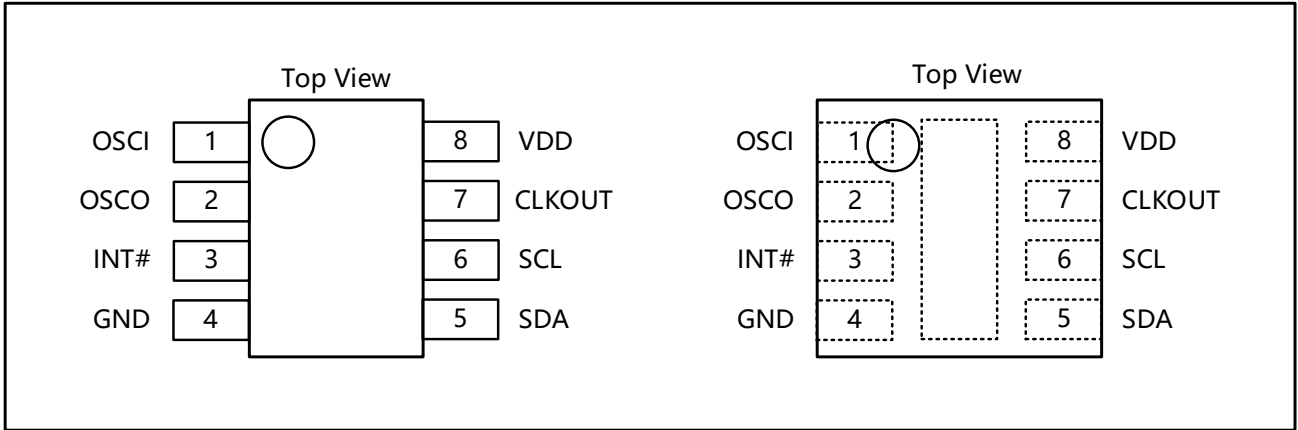 Top View
OSCI 1 8 VDD
OSCO 2 7 CLKOUT
INT# 3 6 SCL
GND 4 5 SDA
Top View
OSCI 1 8 VDD
OSCO 2 7 CLKOUT
INT# 3 6 SCL
GND 4 5 SDA